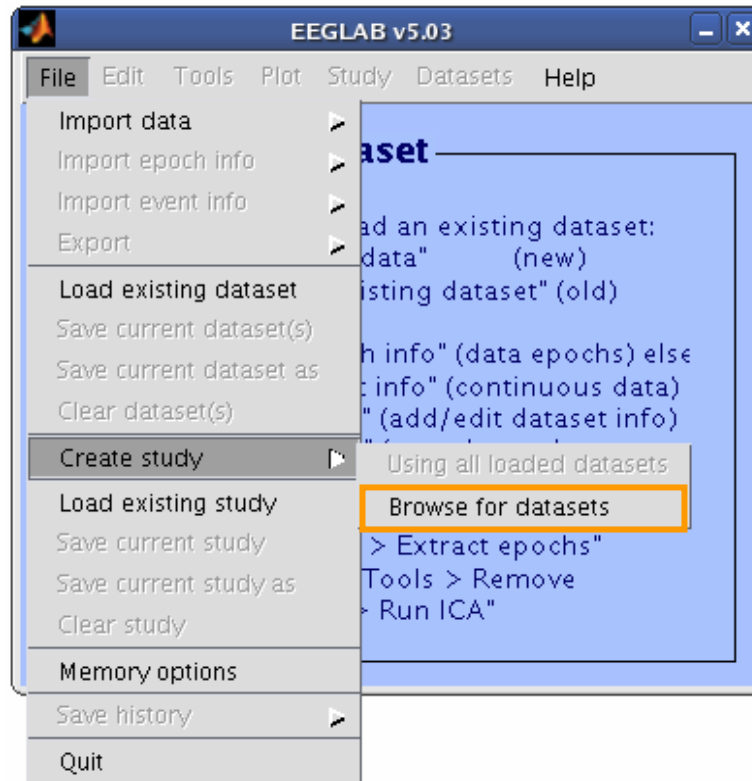 EEGLAB v5.03
File Edit Tools Plot Study Datasets Help
Import data
Import epoch info
Import event info
Export
Load existing dataset
Save current dataset(s)
Save current dataset as
Clear dataset(s)
Create study
Load existing study
Save current study
Save current study as
Clear study
Memory options
Save history
Quit
Using all loaded datasets
Browse for datasets
aset
ad an existing dataset:
data" (new)
isting dataset" (old)
h info" (data epochs) else
t info" (continuous data)
" (add/edit dataset info)
> Extract epochs"
Tools > Remove
> Run ICA"